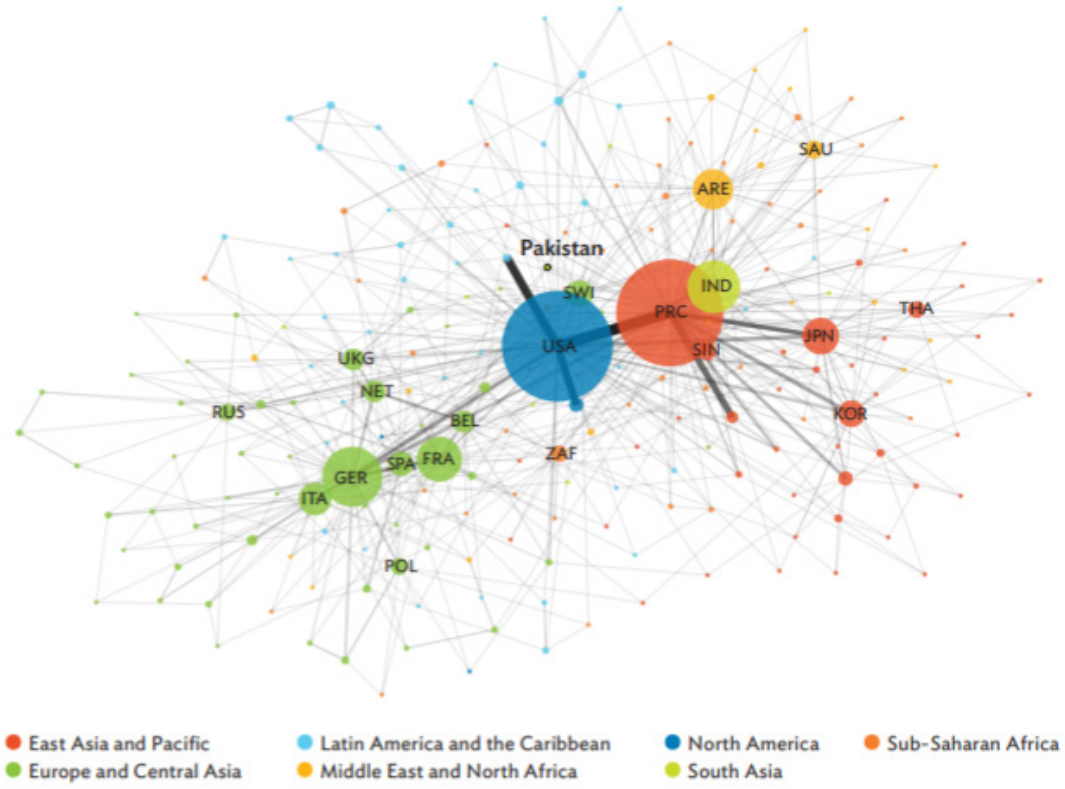 SAU
ARE
Pakistan
IND
SWI
PRC
THA
USA
SIN
JPN
UKG
NET
RUS
BEL
KOR
ZAF
SPA
FRA
GER
ITA
POL
East Asia and Pacific
Latin America and the Caribbean
North America
Sub-Saharan Africa
Europe and Central Asia
Middle East and North Africa
South Asia